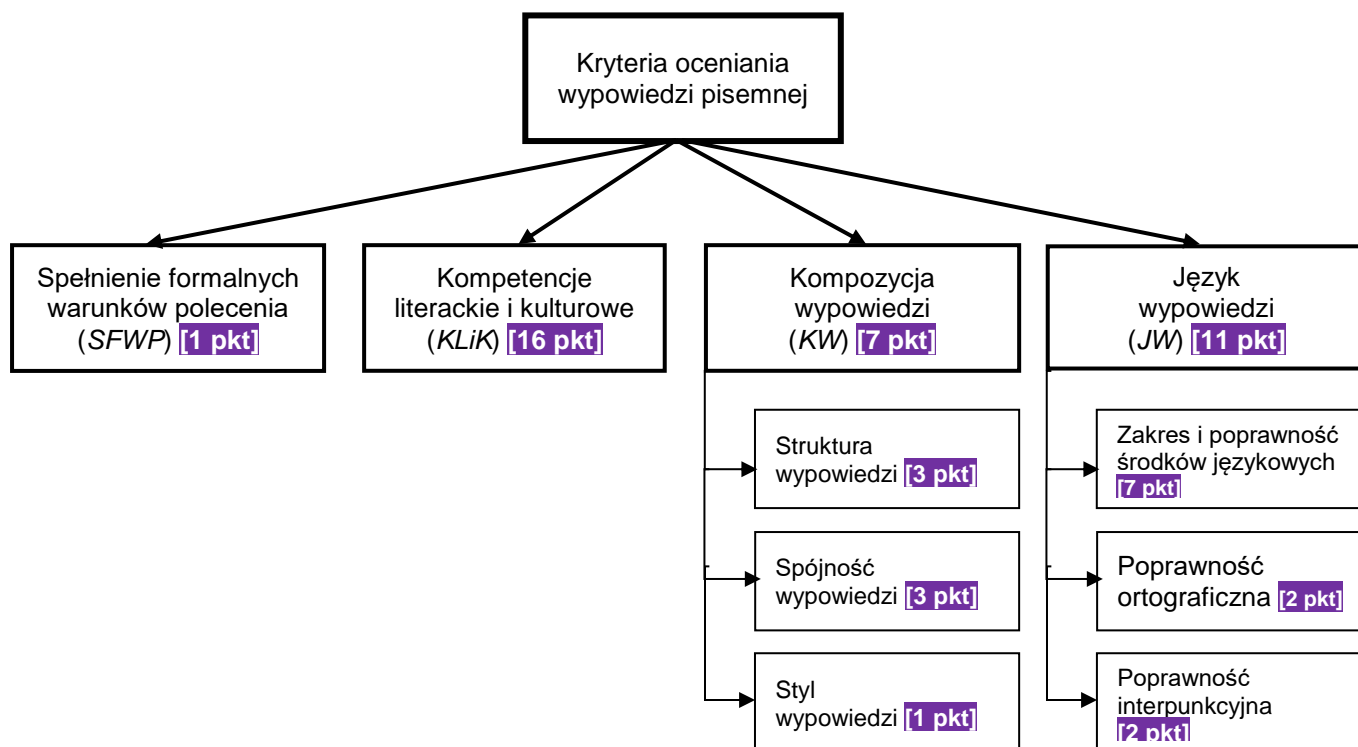 Kryteria oceniania
wypowiedzi pisemnej
Spełnienie formalnych
warunków polecenia
(SFWP) [1 pkt]
Kompetencje
literackie i kulturowe
(KLiK) [16 pkt]
Kompozycja
wypowiedzi
(KW) [7 pkt]
Język
wypowiedzi
(JW) [11 pkt]
Struktura
wypowiedzi [3 pkt]
Spójność
wypowiedzi [3 pkt]
Styl
wypowiedzi [1 pkt]
Zakres i poprawność
środków językowych
[7 pkt]
Poprawność
ortograficzna [2 pkt]
Poprawność
interpunkcyjna
[2 pkt]